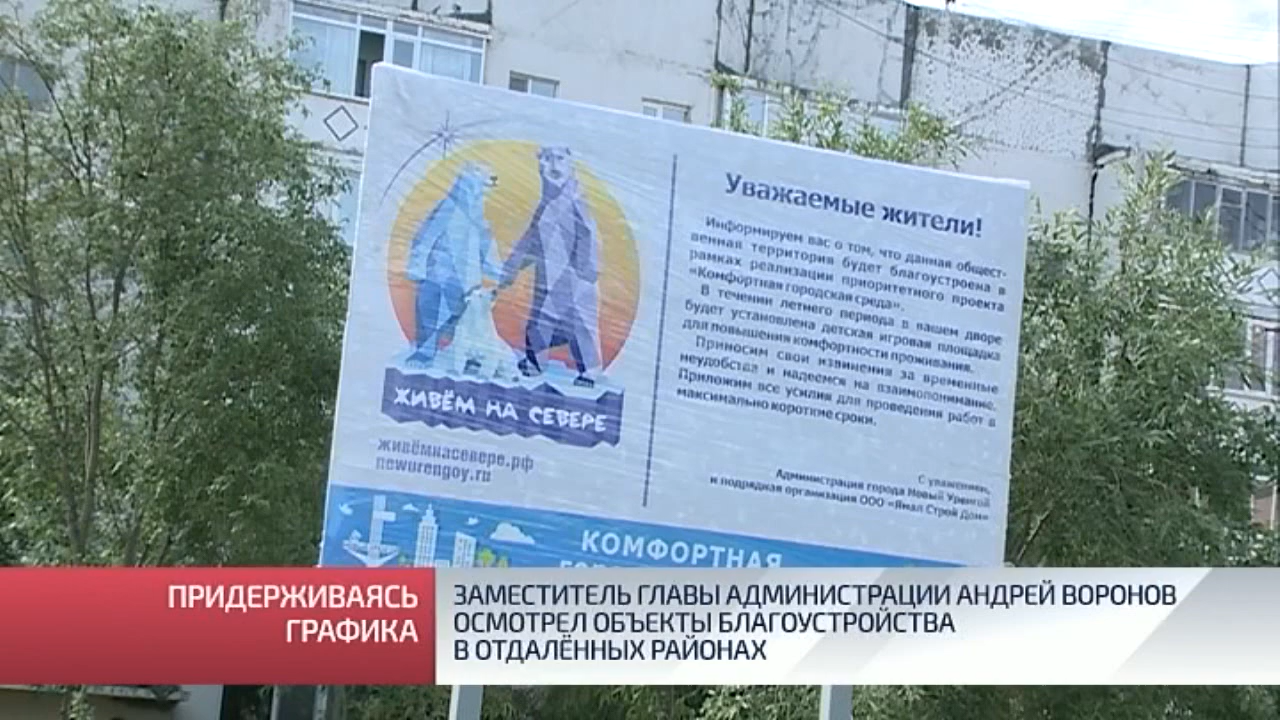 Уважаемые жители!
Информируем вас о том, что данная общест-
венная территория будет благоустроена в
рамках реализации приоритетного проекта
«Комфортная городская среда».
В течении летнего периода в вашем дворе
будет установлена детская игровая площадка
для повышения комфортности проживания.
Приносим свои извинения за временные
неудобства и надеемся на взаимопонимание.
Приложим все усилия для проведения работ в
максимально короткие сроки.
С уважением,
Администрация города Новый Уренгой
и подрядная организация ООО «Ямал Строй Дом»
ЖИВЁМ НА СЕВЕРЕ
живёмнасевере.рф
newurengoy.ru
КОМФОРТНАЯ
ПРИДЕРЖИВАЯСЬ
ГРАФИКА
ЗАМЕСТИТЕЛЬ ГЛАВЫ АДМИНИСТРАЦИИ АНДРЕЙ ВОРОНОВ
ОСМОТРЕЛ ОБЪЕКТЫ БЛАГОУСТРОЙСТВА
В ОТДАЛЁННЫХ РАЙОНАХ